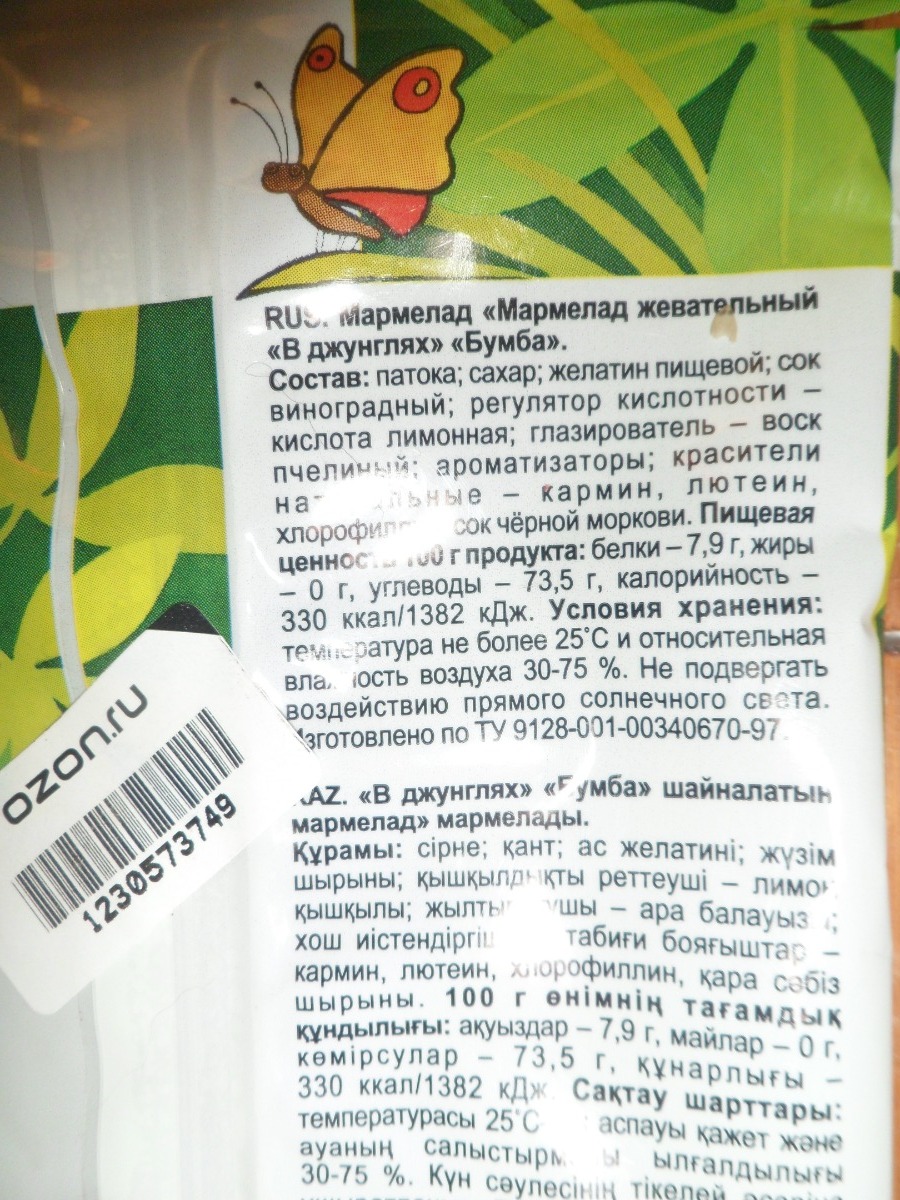 RUS. Мармелад «Мармелад жевательный
«В джунглях» «Бумба».
Состав: патока; сахар; желатин пищевой; сок
виноградный; регулятор кислотности –
кислота лимонная; глазирователь – воск
пчелиный; ароматизаторы; красители
– кармин, лютеин,
сок чёрной моркови. Пищевая
100 г продукта: белки – 7,9 г, жиры
– 0 г, углеводы – 73,5 г, калорийность –
330 ккал/1382 кДж. Условия хранения:
температура не более 25°С и относительная
влажность воздуха 30-75 %. Не подвергать
воздействию прямого солнечного света.
Изготовлено по ТУ 9128-001-00340670-97.
KAZ. «В джунглях» «Бумба» шайналатын
мармелад» мармелады.
Құрамы: сірне; қант; ас желатині; жүзім
шырыны; қышқылдықты реттеуші – лимон
қышқылы; – ара балауызы;
хош табиғи бояғыштар –
кармин, лютеин, хлорофиллин, қара сәбіз
шырыны. 100 г өнімнің тағамдық
құндылығы: ақуыздар – 7,9 г, майлар – 0 г,
көмірсулар – 73,5 г, құнарлығы –
330 ккал/1382 кДж. Сақтау шарттары:
температурасы 25°С аспауы қажет және
ауаның ылғалдылығы
30-75 %. Күн сәулесінің тікелей
ozon.ru
1230573749